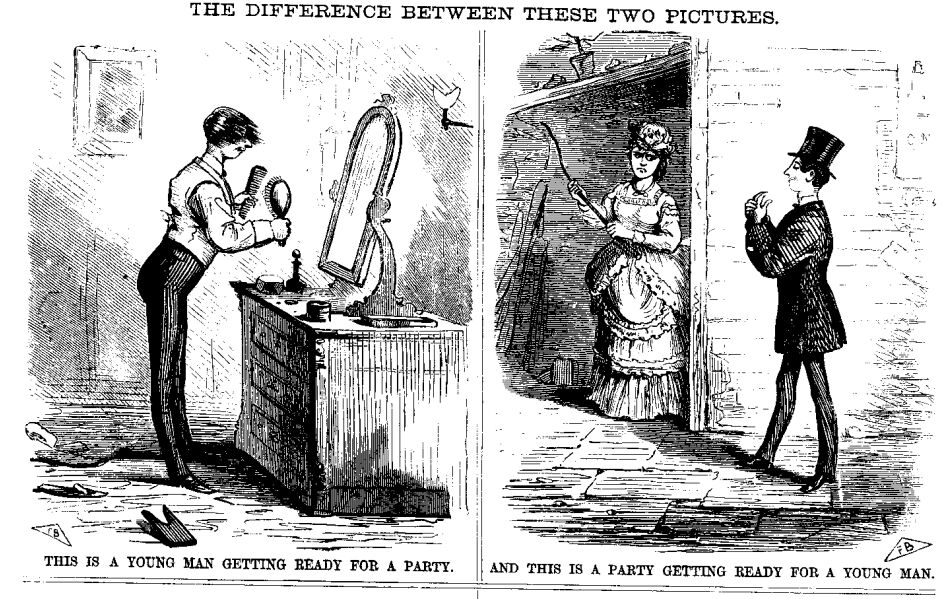 THE DIFFERENCE BETWEEN THESE TWO PICTURES.
THIS IS A YOUNG MAN GETTING READY FOR A PARTY.
AND THIS IS A PARTY GETTING READY FOR A YOUNG MAN.